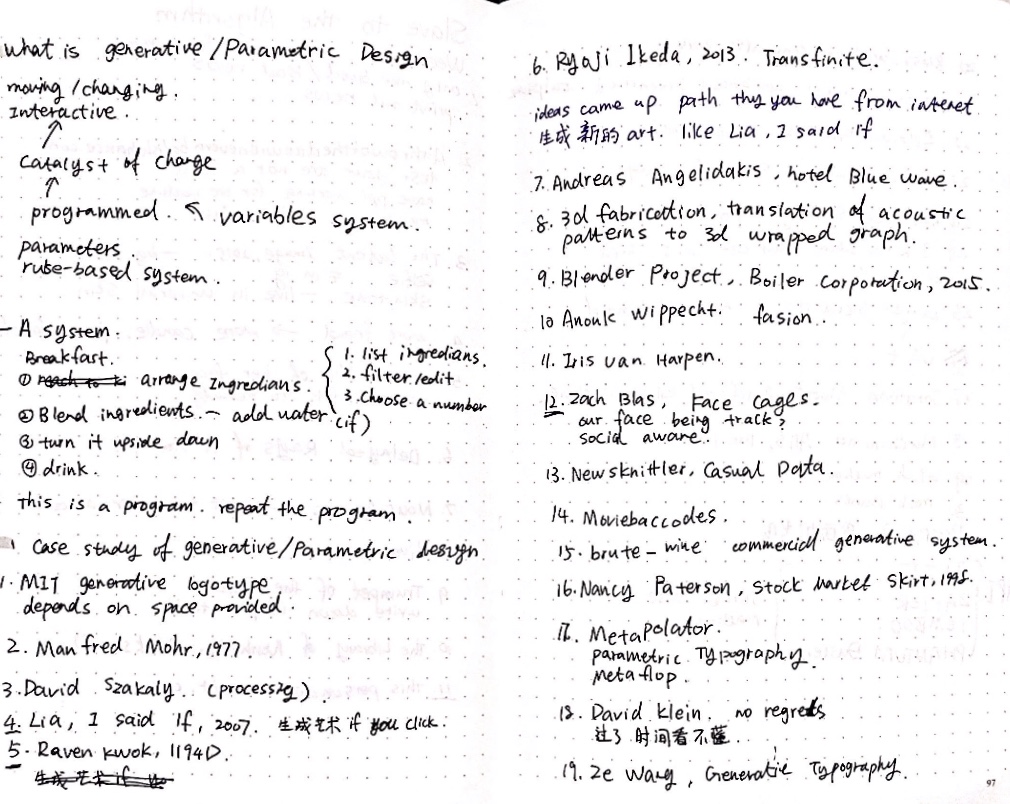 what is generative/Parametric Design
moving/changing.
Interactive.
catalyst of change
programmed. variables system.
parameters.
rule-based system.
- A system.
Breakfast.
① arrange Ingredians.
1. list ingredians.
2. filter/edit
3. choose a number
② Blend ingredients. - add water (if)
③ turn it upside down
④ drink.
this is a program. repeat the program.
Case study of generative/Parametric design
1. MIT generative logotype,
depends on space provided.
2. Manfred Mohr, 1977.
3. David Szakaly. (processing)
4. Lia, I said If, 2007. 生成艺术 if you click.
5. Raven Kwok, 1194D.
生成艺术 if
6. Ryoji Ikeda, 2013. Transfinite.
ideas came up path thy you have from interet
生成 新的 art. like Lia, I said if
7. Andreas Angelidakis, hotel Blue wave.
8. 3d fabricotion, translation of acoustic
patterns to 3d wrapped graph.
9. Blender Project, Boiler Corporation, 2015.
10 Anouk wippecht. fasion.
11. Iris van Harpen.
12. Zach Blas, Face cages.
our face being track?
social aware.
13. Newsknittler, Casual Data.
14. Moviebaccodes.
15. brute-wine commercial generative system.
16. Nancy Paterson, Stock Market Skirt, 1998.
17. Metapolator.
parametric Typography.
metaflop.
18. David Klein. no regrets
过了时间看不
19. Ze Wang, Generatie Typography.
97